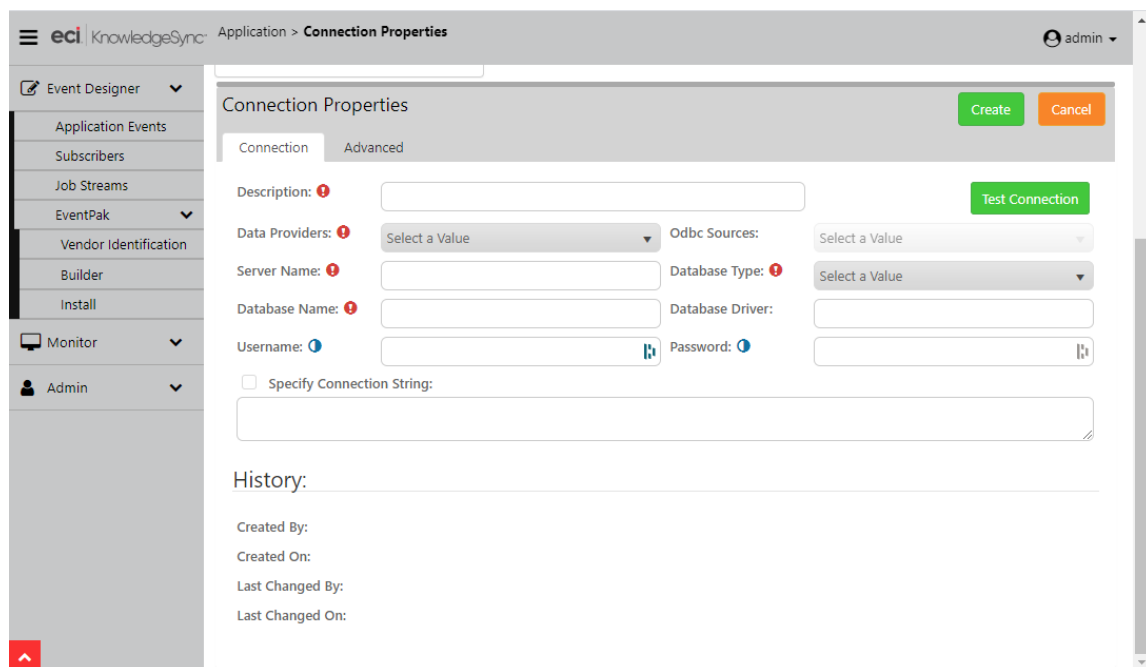 eci KnowledgeSync
Application > Connection Properties
admin
Event Designer
Application Events
Subscribers
Job Streams
EventPak
Vendor Identification
Builder
Install
Monitor
Admin
Connection Properties
Create
Cancel
Connection
Advanced
Description:
Test Connection
Data Providers:
Select a Value
Odbc Sources:
Select a Value
Server Name:
Database Type:
Select a Value
Database Name:
Database Driver:
Username:
Password:
Specify Connection String:
History:
Created By:
Created On:
Last Changed By:
Last Changed On: